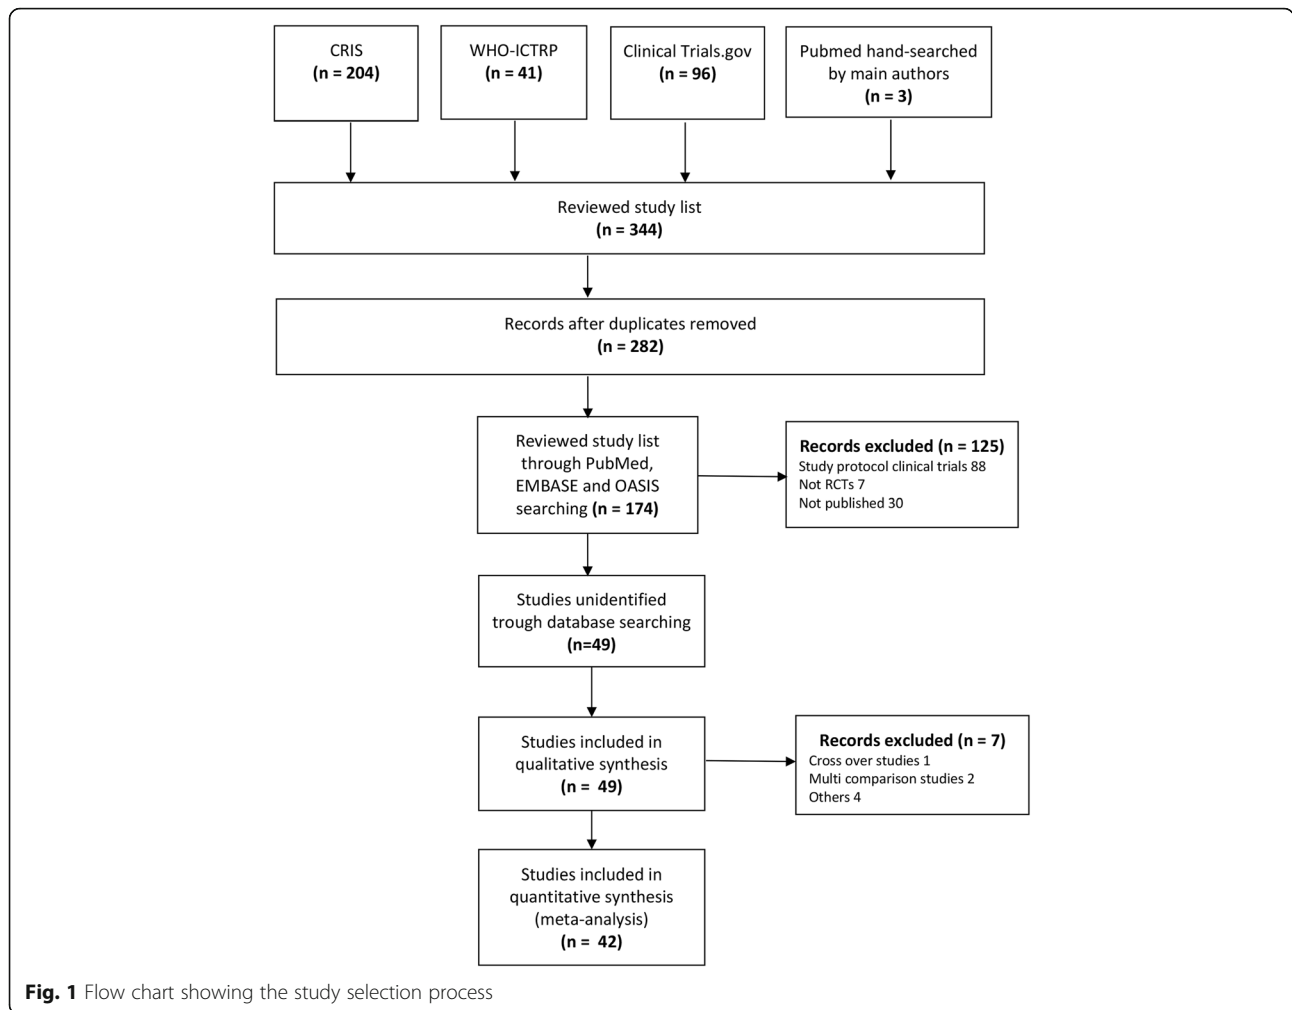 CRIS
(n = 204)
WHO-ICTRP
(n = 41)
Clinical Trials.gov
(n = 96)
Pubmed hand-searched
by main authors
(n = 3)
Reviewed study list
(n = 344)
Records after duplicates removed
(n = 282)
Reviewed study list
through PubMed,
EMBASE and OASIS
searching (n = 174)
Records excluded (n = 125)
Study protocol clinical trials 88
Not RCTs 7
Not published 30
Studies unidentified
trough database searching
(n=49)
Studies included in
qualitative synthesis
(n = 49)
Records excluded (n = 7)
Cross over studies 1
Multi comparison studies 2
Others 4
Studies included in
quantitative synthesis
(meta-analysis)
(n = 42)
Fig. 1 Flow chart showing the study selection process